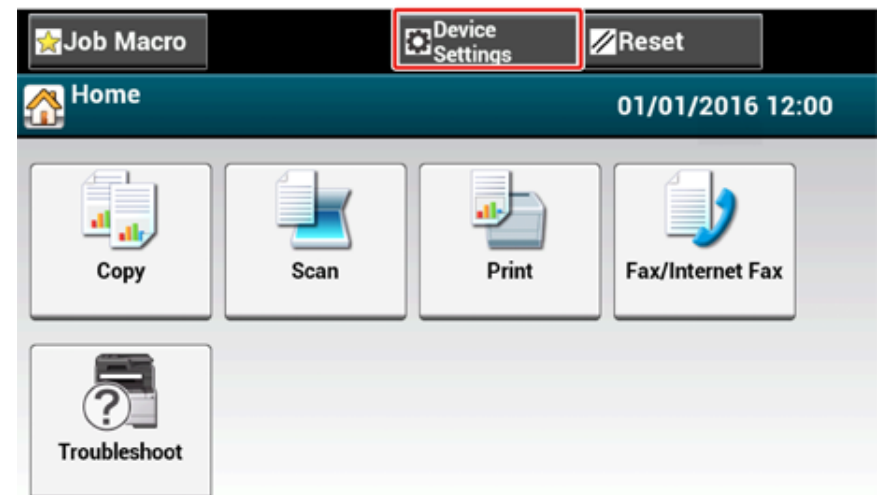 Job Macro
Device
Settings
Reset
Home
01/01/2016 12:00
Copy
Scan
Print
Fax/Internet Fax
Troubleshoot